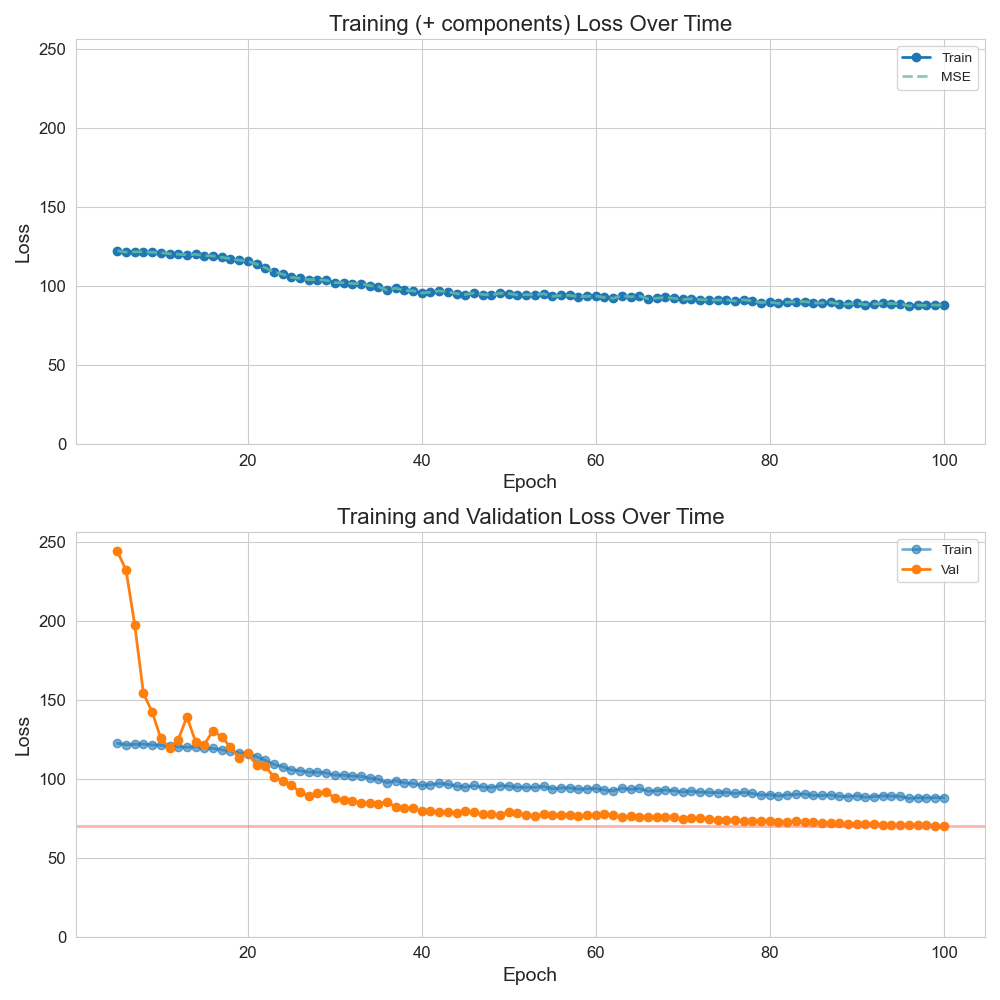 Training (+ components) Loss Over Time
250
200
150
100
50
0
Loss
Train
MSE
20 40 60 80 100
Epoch
Training and Validation Loss Over Time
250
200
150
100
50
0
Loss
Train
Val
20 40 60 80 100
Epoch